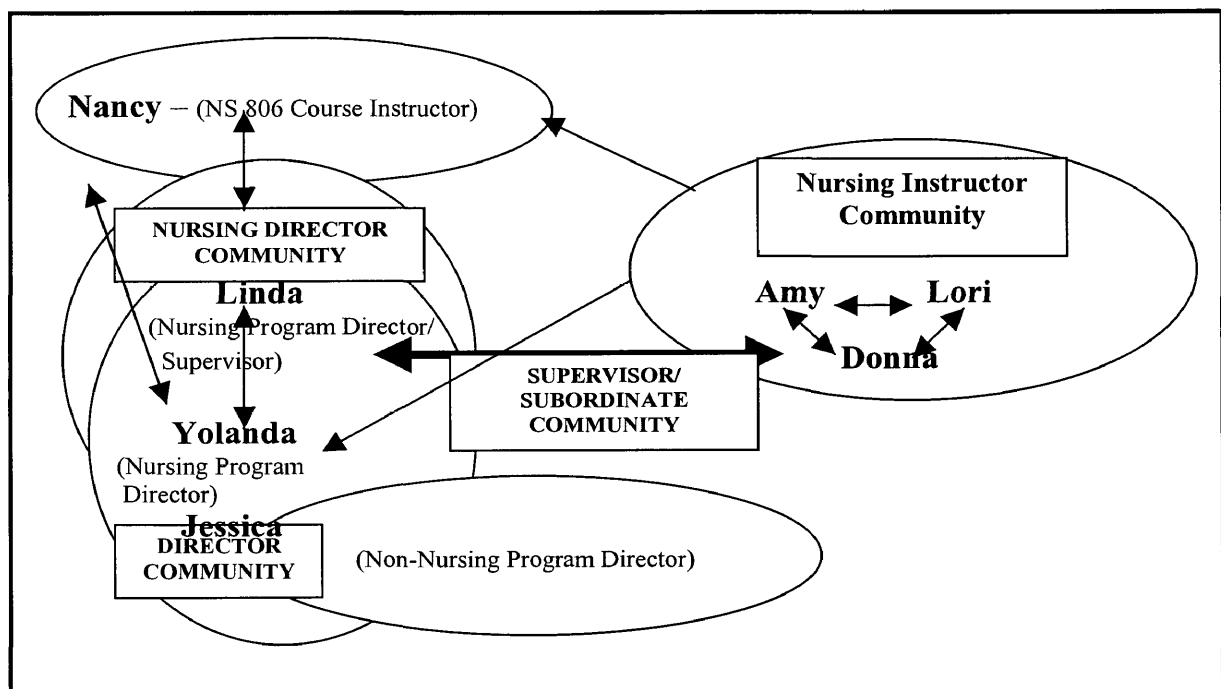 Nancy – (NS 806 Course Instructor)
NURSING DIRECTOR
COMMUNITY
Linda
(Nursing Program Director/
Supervisor)
Yolanda
(Nursing Program
Director)
Jessica
DIRECTOR
COMMUNITY
(Non-Nursing Program Director)
SUPERVISOR/
SUBORDINATE
COMMUNITY
Nursing Instructor
Community
Amy Lori
Donna